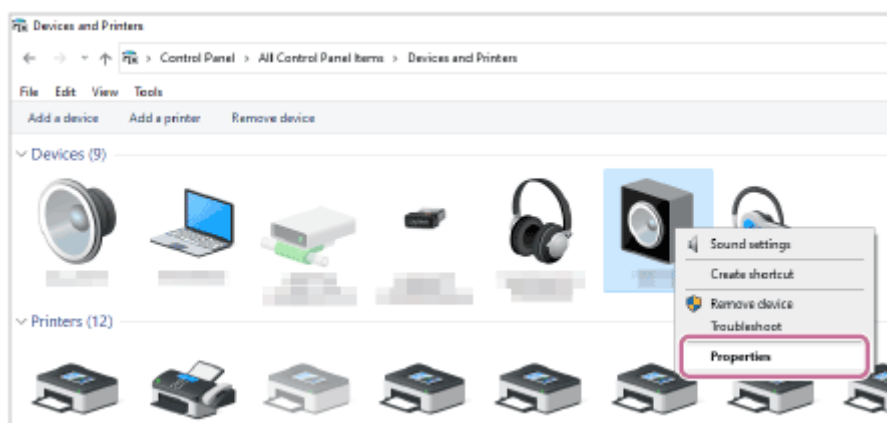 Devices and Printers
Control Panel > All Control Panel Items > Devices and Printers
File Edit View Tools
Add a device Add a printer Remove device
Devices (9)
Sound settings
Create shortcut
Remove device
Troubleshoot
Properties
Printers (12)